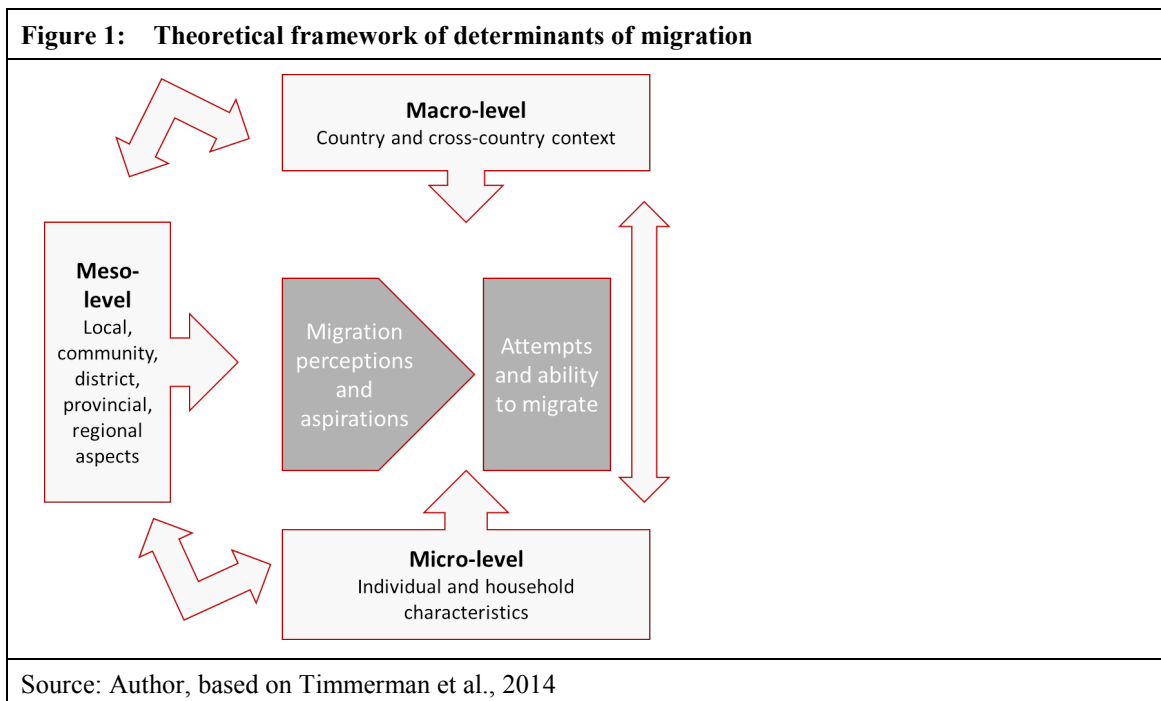 Figure 1: Theoretical framework of determinants of migration
Macro-level
Country and cross-country context
Meso-
level
Local,
community,
district,
provincial,
regional
aspects
Migration
perceptions
and
aspirations
Attempts
and ability
to migrate
Micro-level
Individual and household
characteristics
Source: Author, based on Timmerman et al., 2014